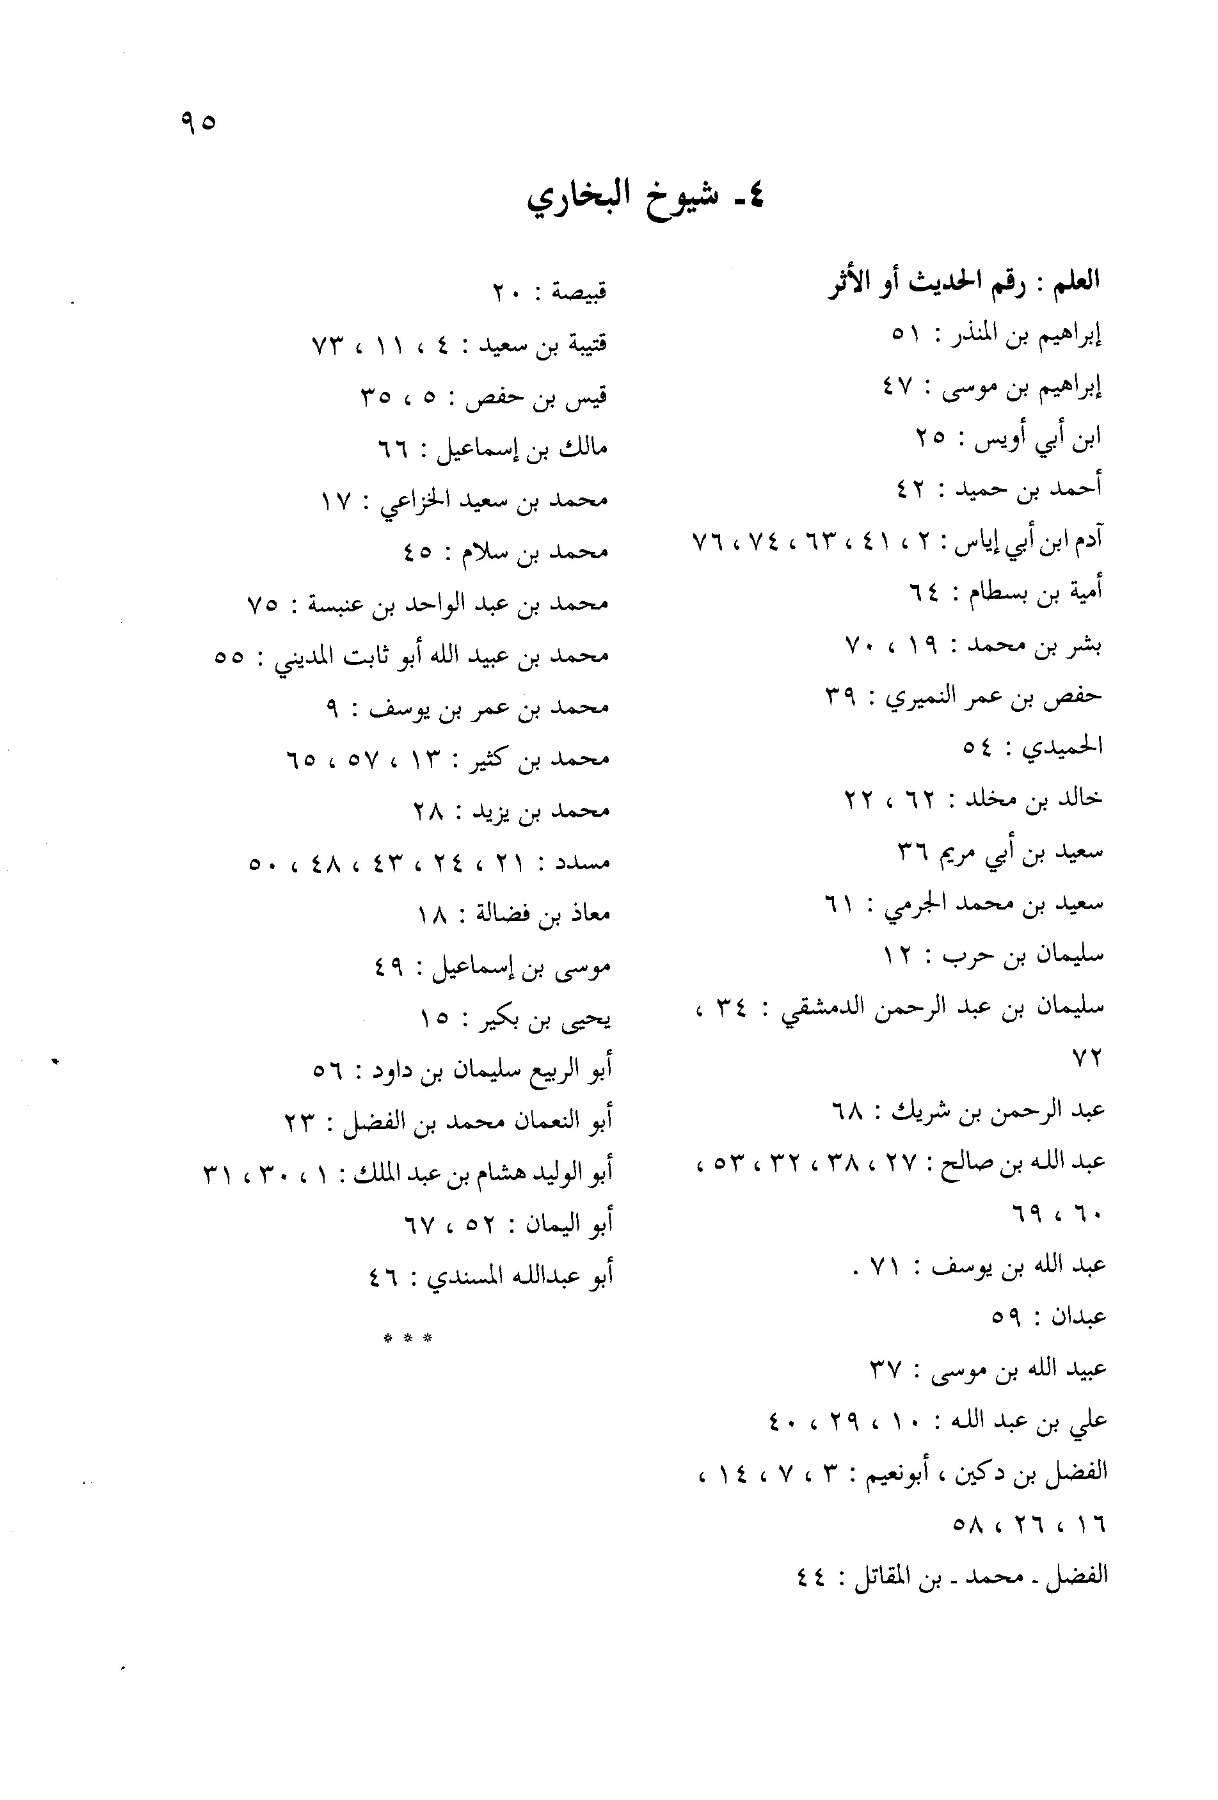 ٩٥
٤ـ شيوخ البخاري
العلم : رقم الحديث أو الأثر
إبراهيم بن المنذر : ٥١
إبراهيم بن موسى : ٤٧
ابن أبي أويس : ٢٥
أحمد بن حميد : ٤٢
آدم ابن أبي إياس : ٢ ، ٤١ ، ٦٣ ، ٧٤ ، ٧٦
أمية بن بسطام : ٦٤
بشر بن محمد : ١٩ ، ٧٠
حفص بن عمر النميري : ٣٩
الحميدي : ٥٤
خالد بن مخلد : ٦٢ ، ٢٢
سعيد بن أبي مريم ٣٦
سعيد بن محمد الجرمي : ٦١
سليمان بن حرب : ١٢
سليمان بن عبد الرحمن الدمشقي : ٣٤ ،
٧٢
عبد الرحمن بن شريك : ٦٨
عبد الله بن صالح : ٢٧ ، ٣٨ ، ٣٢ ، ٥٣ ،
٦٠ ، ٦٩
عبد الله بن يوسف : ٧١ .
عبدان : ٥٩
عبيد الله بن موسى : ٣٧
علي بن عبد الله : ١٠ ، ٢٩ ، ٤٠
الفضل بن دكين ، أبونعيم : ٣ ، ٧ ، ١٤ ،
١٦ ، ٢٦ ، ٥٨
الفضل ـ محمد ـ بن المقاتل : ٤٤
قبيصة : ٢٠
قتيبة بن سعيد : ٤ ، ١١ ، ٧٣
قيس بن حفص : ٥ ، ٣٥
مالك بن إسماعيل : ٦٦
محمد بن سعيد الخزاعي : ١٧
محمد بن سلام : ٤٥
محمد بن عبد الواحد بن عنبسة : ٧٥
محمد بن عبيد الله أبو ثابت المديني : ٥٥
محمد بن عمر بن يوسف : ٩
محمد بن كثير : ١٣ ، ٥٧ ، ٦٥
محمد بن يزيد : ٢٨
مسدد : ٢١ ، ٢٤ ، ٤٣ ، ٤٨ ، ٥٠
معاذ بن فضالة : ١٨
موسى بن إسماعيل : ٤٩
يحيى بن بكير : ١٥
أبو الربيع سليمان بن داود : ٥٦
أبو النعمان محمد بن الفضل : ٢٣
أبو الوليد هشام بن عبد الملك : ١ ، ٣٠ ، ٣١
أبو اليمان : ٥٢ ، ٦٧
أبو عبدالله المسندي : ٤٦
* * *